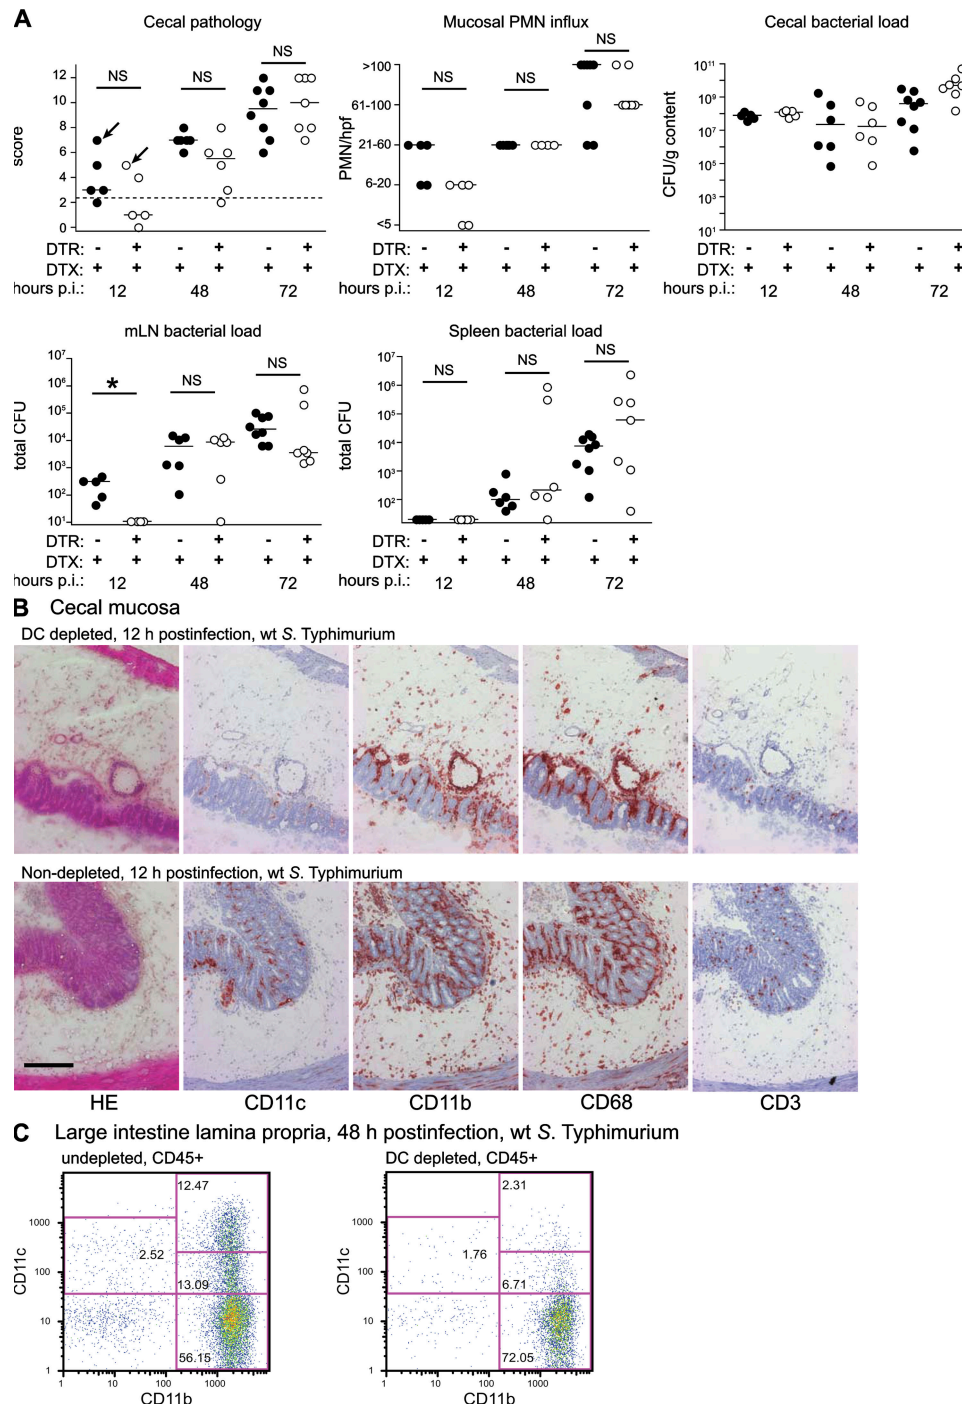 A
Cecal pathology
score
12
10
8
6
4
2
0
NS
NS
NS
DTR: - + - + - +
DTX: + + + + + +
hours p.i.: 12 48 72
Mucosal PMN influx
PMN/hpf
>100
61-100
21-60
6-20
<5
NS
NS
NS
DTR: - + - + - +
DTX: + + + + + +
hours p.i.: 12 48 72
Cecal bacterial load
CFU/g content
10¹¹
10⁹
10⁷
10⁵
10³
10¹
DTR: - + - + - +
DTX: + + + + + +
hours p.i.: 12 48 72
mLN bacterial load
total CFU
10⁷
10⁶
10⁵
10⁴
10³
10²
10¹
*
NS
NS
DTR: - + - + - +
DTX: + + + + + +
hours p.i.: 12 48 72
Spleen bacterial load
total CFU
10⁷
10⁶
10⁵
10⁴
10³
10²
NS
NS
NS
DTR: - + - + - +
DTX: + + + + + +
hours p.i.: 12 48 72
B Cecal mucosa
DC depleted, 12 h postinfection, wt S. Typhimurium
Non-depleted, 12 h postinfection, wt S. Typhimurium
HE CD11c CD11b CD68 CD3
C Large intestine lamina propria, 48 h postinfection, wt S. Typhimurium
undepleted, CD45+
12.47
2.52
13.09
56.15
CD11c
1000
100
10
1
1 10 100 1000
CD11b
DC depleted, CD45+
2.31
1.76
6.71
72.05
CD11c
1000
100
10
1
1 10 100 1000
CD11b